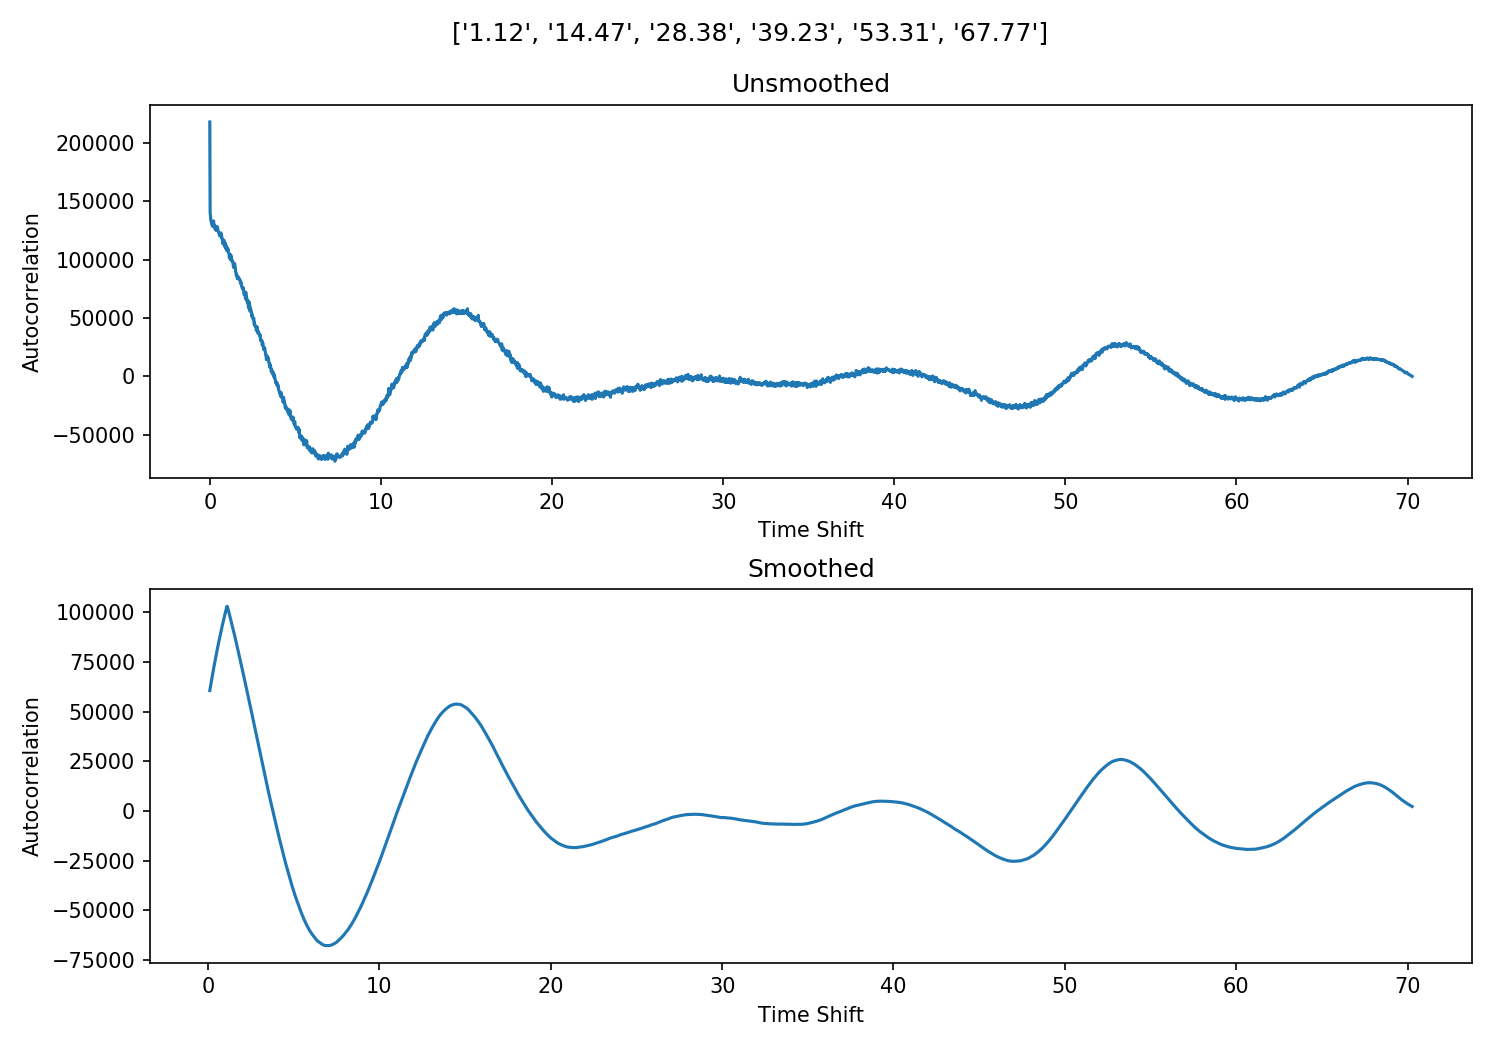 ['1.12', '14.47', '28.38', '39.23', '53.31', '67.77']
Unsmoothed
Autocorrelation
200000
150000
100000
50000
0
−50000
0 10 20 30 40 50 60 70
Time Shift
Smoothed
Autocorrelation
100000
75000
50000
25000
0
−25000
−50000
−75000
0 10 20 30 40 50 60 70
Time Shift